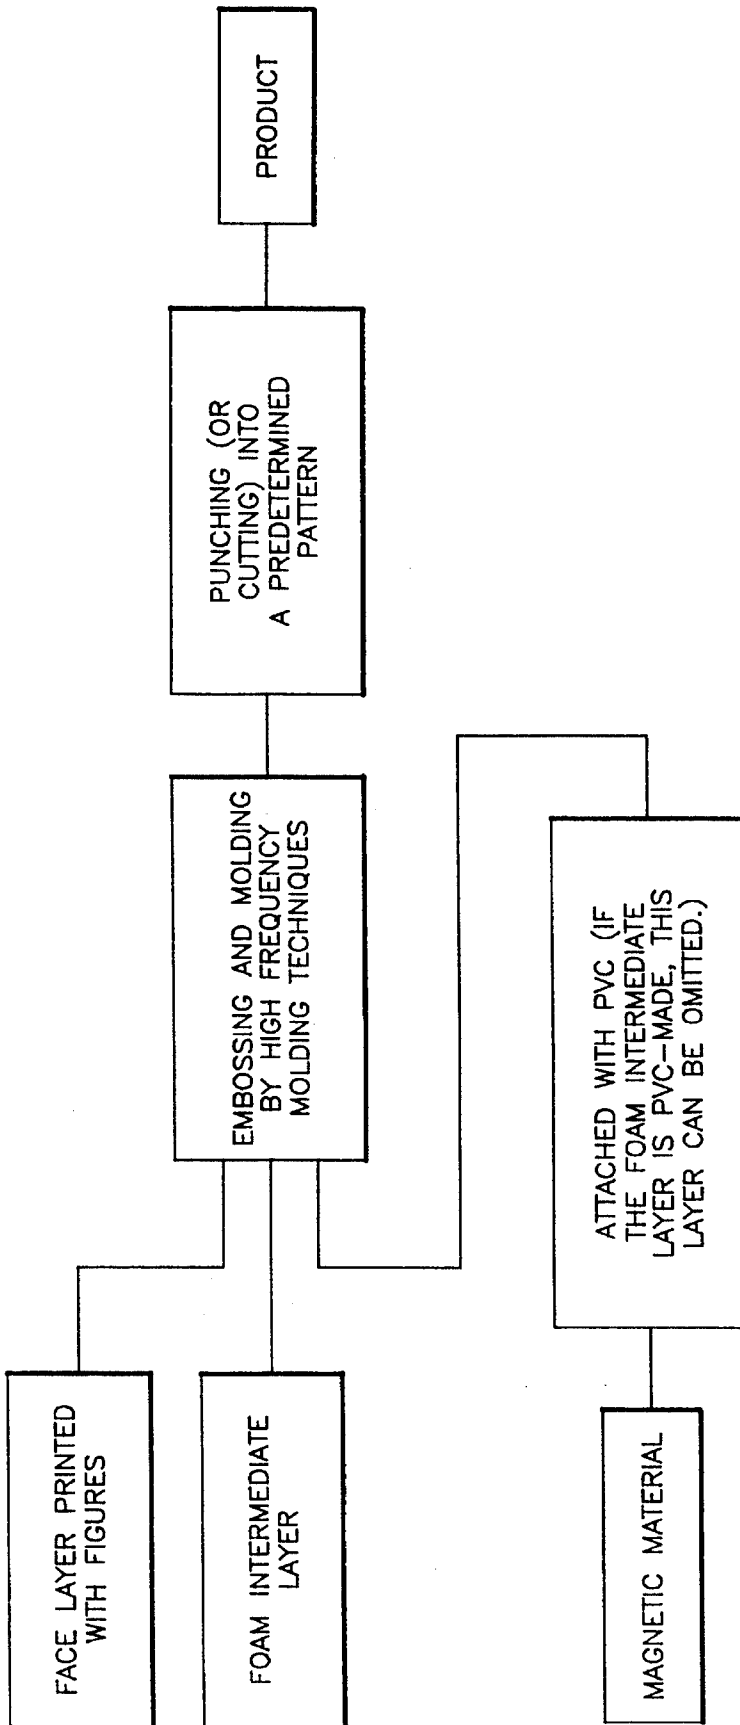 FACE LAYER PRINTED
WITH FIGURES
FOAM INTERMEDIATE
LAYER
MAGNETIC MATERIAL
ATTACHED WITH PVC (IF
THE FOAM INTERMEDIATE
LAYER IS PVC-MADE, THIS
LAYER CAN BE OMITTED.)
EMBOSSING AND MOLDING
BY HIGH FREQUENCY
MOLDING TECHNIQUES
PUNCHING (OR
CUTTING) INTO
A PREDETERMINED
PATTERN
PRODUCT